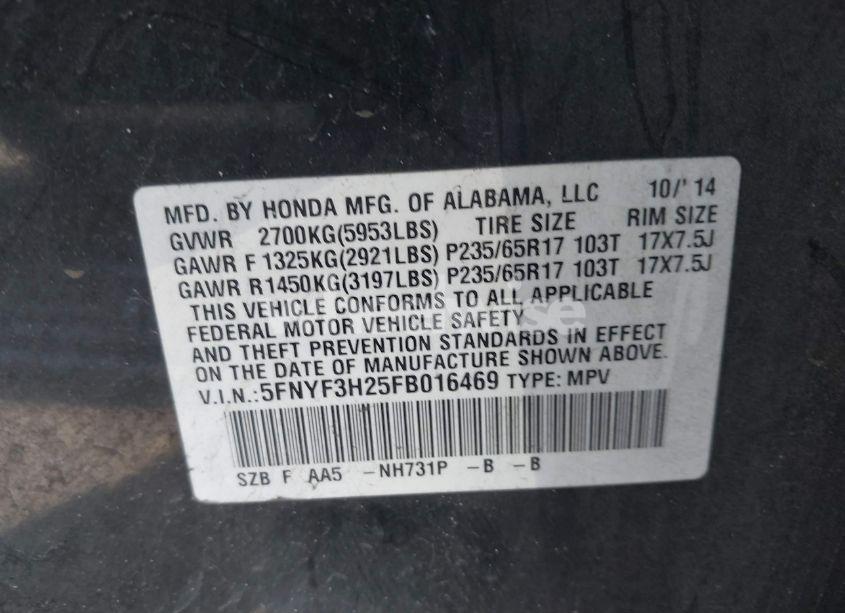 MFD. BY HONDA MFG. OF ALABAMA, LLC 10/'14
GVWR 2700KG(5953LBS) TIRE SIZE RIM SIZE
GAWR F 1325KG(2921LBS) P235/65R17 103T 17X7.5J
GAWR R1450KG(3197LBS) P235/65R17 103T 17X7.5J
THIS VEHICLE CONFORMS TO ALL APPLICABLE
FEDERAL MOTOR VEHICLE SAFETY
AND THEFT PREVENTION STANDARDS IN EFFECT
ON THE DATE OF MANUFACTURE SHOWN ABOVE.
V.I.N.:5FNYF3H25FB016469 TYPE: MPV
SZB F AA5 -NH731P -B -B